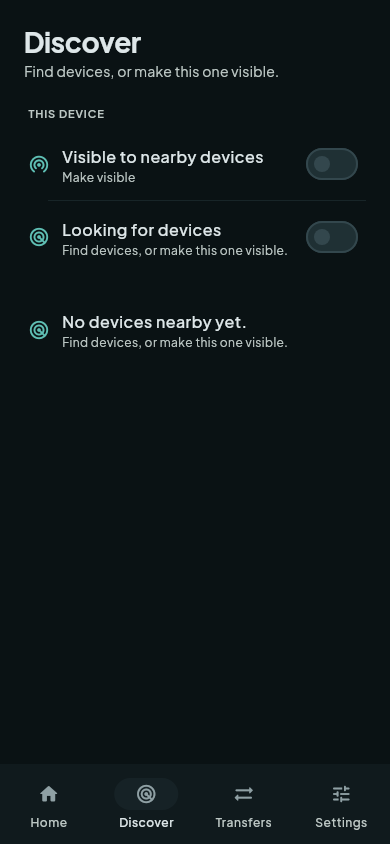 Discover
Find devices, or make this one visible.
THIS DEVICE
Visible to nearby devices
Make visible
Looking for devices
Find devices, or make this one visible.
No devices nearby yet.
Find devices, or make this one visible.
Home
Discover
Transfers
Settings